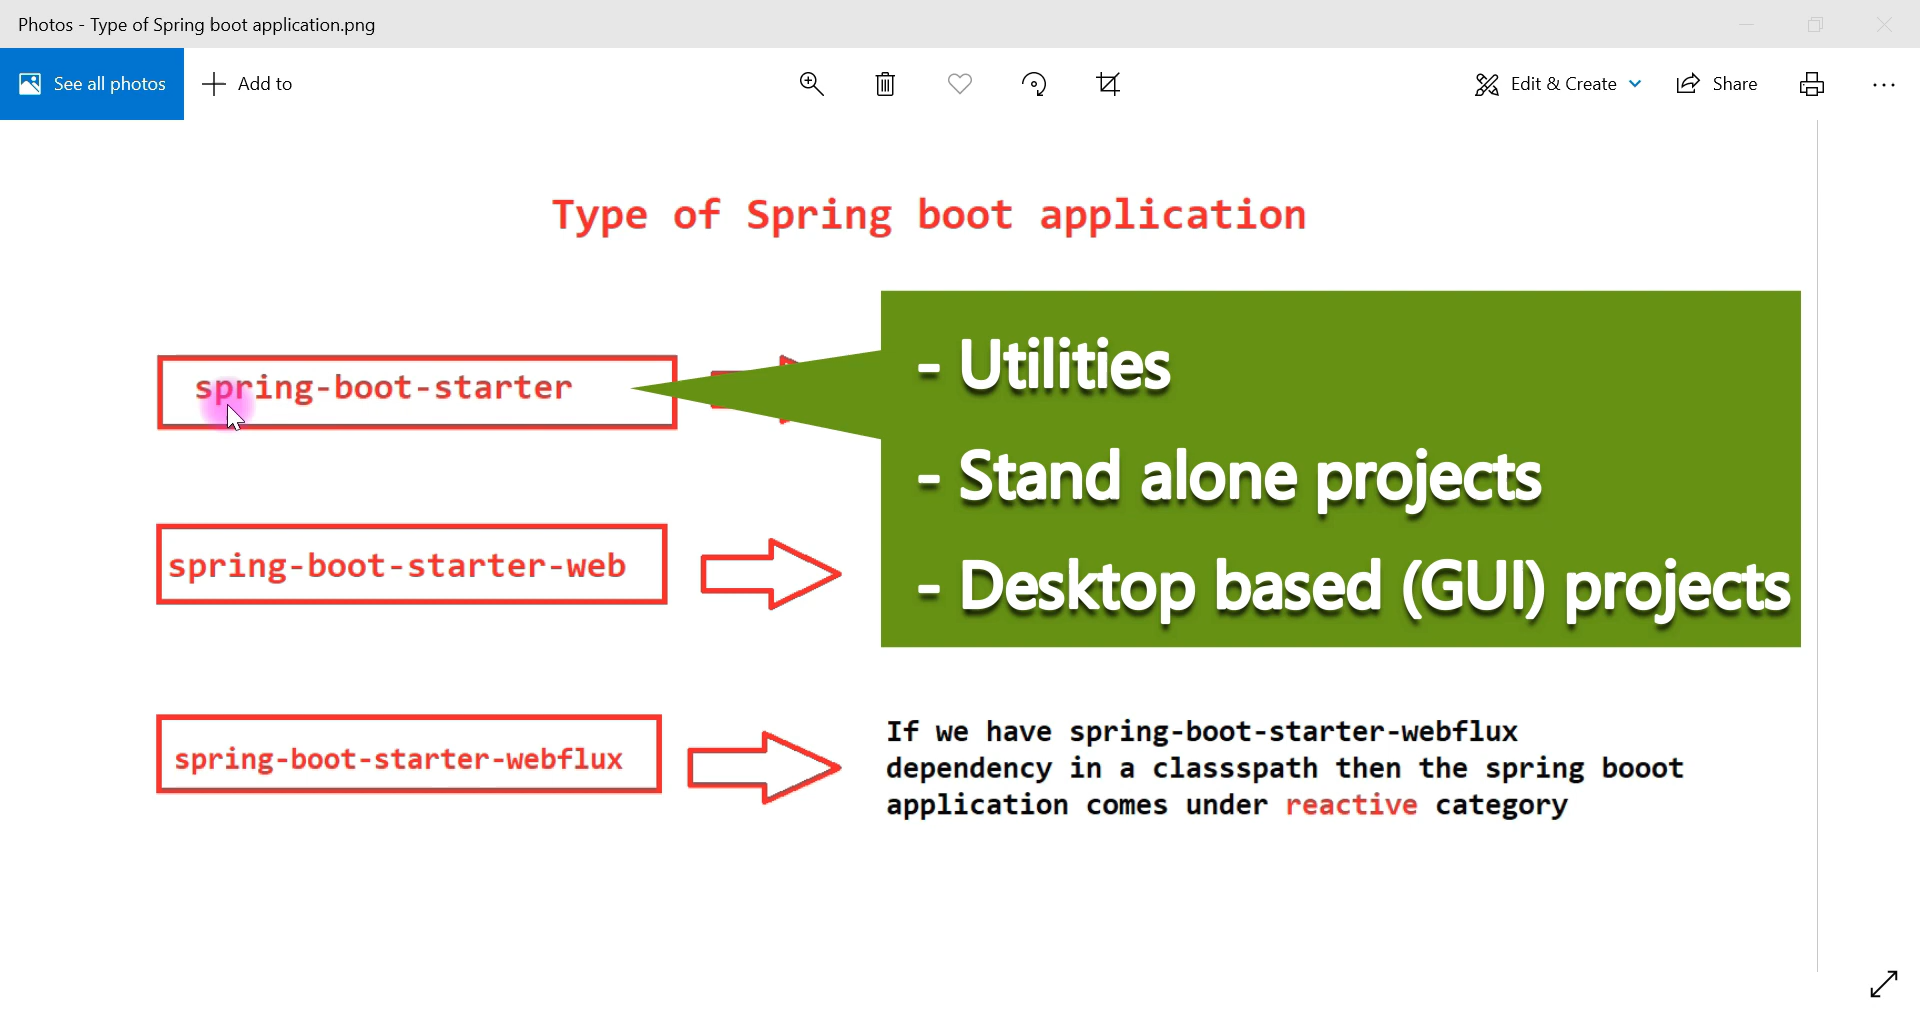 Photos - Type of Spring boot application.png
See all photos
Add to
Edit & Create
Share
Type of Spring boot application
spring-boot-starter
- Utilities
- Stand alone projects
- Desktop based (GUI) projects
spring-boot-starter-web
spring-boot-starter-webflux
If we have spring-boot-starter-webflux
dependency in a classspath then the spring booot
application comes under reactive category